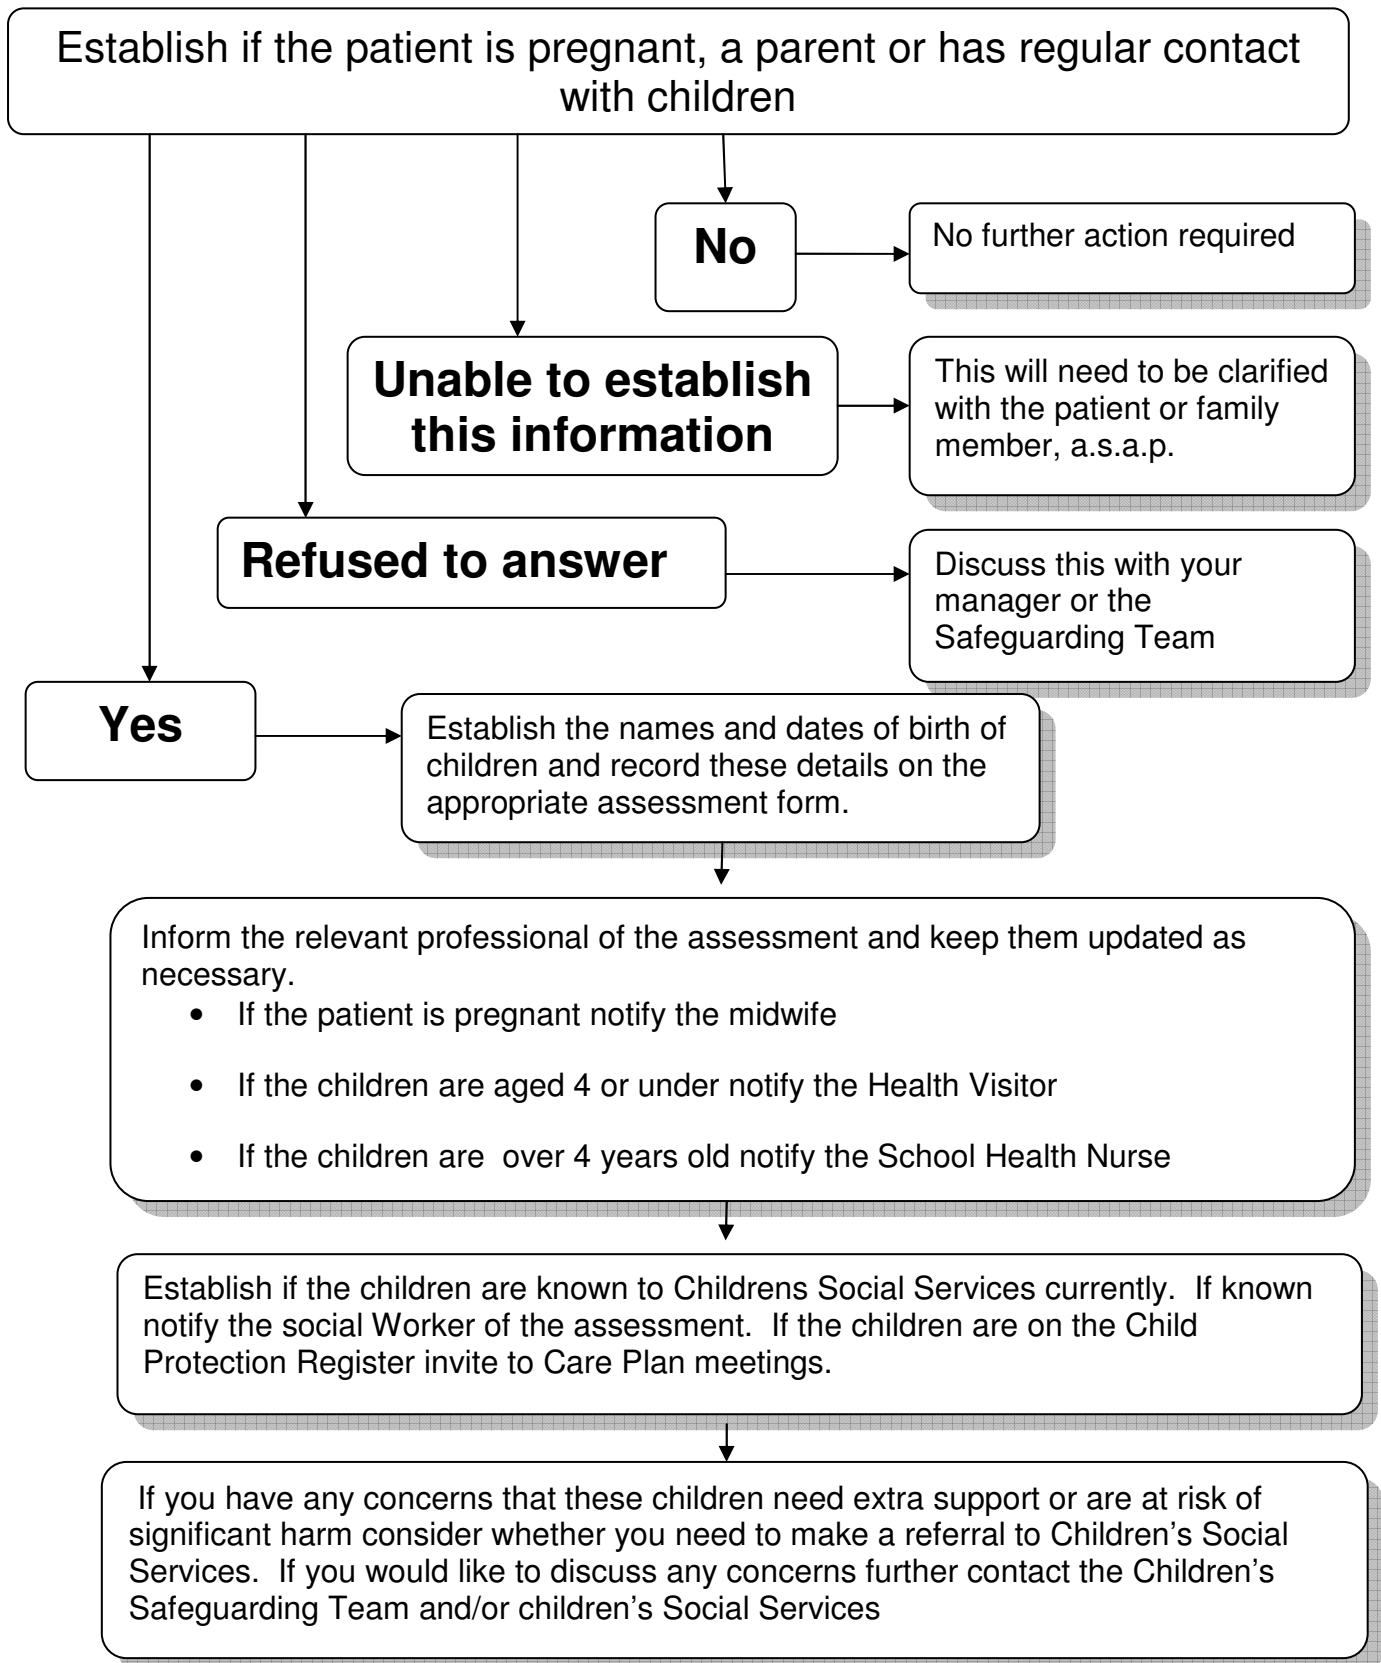 Establish if the patient is pregnant, a parent or has regular contact
with children
No
No further action required
Unable to establish
this information
This will need to be clarified
with the patient or family
member, a.s.a.p.
Refused to answer
Discuss this with your
manager or the
Safeguarding Team
Yes
Establish the names and dates of birth of
children and record these details on the
appropriate assessment form.
Inform the relevant professional of the assessment and keep them updated as
necessary.
• If the patient is pregnant notify the midwife
• If the children are aged 4 or under notify the Health Visitor
• If the children are  over 4 years old notify the School Health Nurse
Establish if the children are known to Childrens Social Services currently.  If known
notify the social Worker of the assessment.  If the children are on the Child
Protection Register invite to Care Plan meetings.
If you have any concerns that these children need extra support or are at risk of
significant harm consider whether you need to make a referral to Children’s Social
Services.  If you would like to discuss any concerns further contact the Children’s
Safeguarding Team and/or children’s Social Services